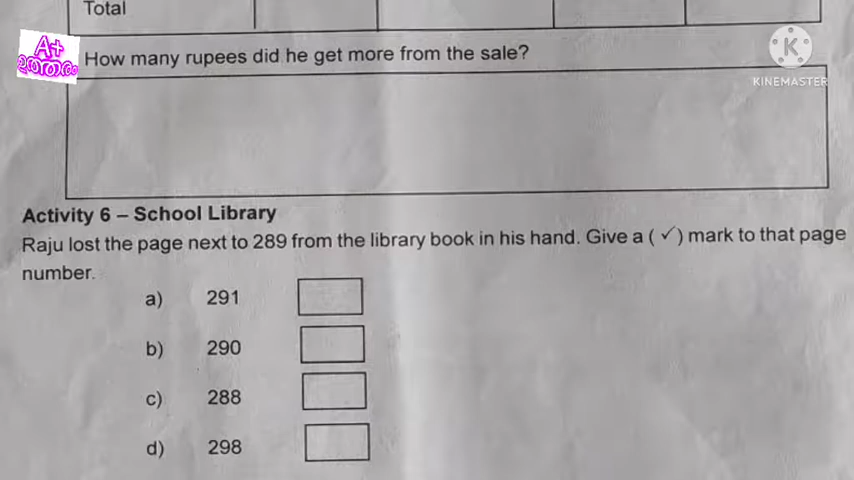 Total
A+
ഉത്തരം
How many rupees did he get more from the sale?
K
KINEMASTER
Activity 6 – School Library
Raju lost the page next to 289 from the library book in his hand. Give a ( ✓ ) mark to that page
number.
a) 291
b) 290
c) 288
d) 298